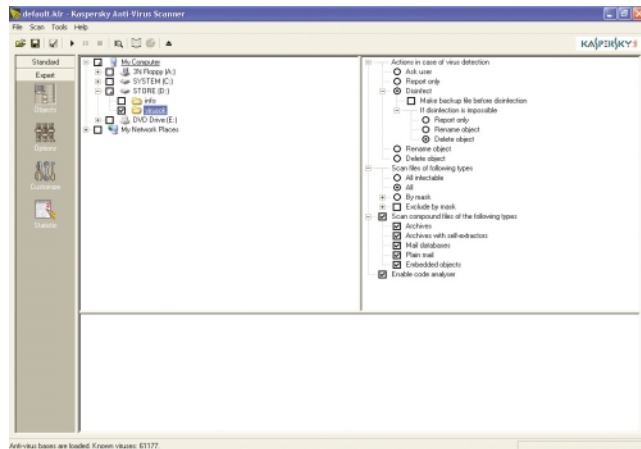 default.klr - Kaspersky Anti-Virus Scanner
File Scan Tools Help
KASPERSKY
Standard
Expert
Objects
Options
Customize
Statistic
My Computer
3½ Floppy (A:)
SYSTEM (C:)
STORE (D:)
info
DVD Drive (E:)
My Network Places
Actions in case of virus detection
Ask user
Report only
Disinfect
Make backup file before disinfection
If disinfection is impossible
Report only
Rename object
Delete object
Rename object
Delete object
Scan files of following types
All infectable
All
By mask
Exclude by mask
Scan compound files of the following types
Archives
Archives with self-extractors
Mail databases
Plain mail
Embedded objects
Enable code analyser
Anti-virus bases are loaded. Known viruses: 61177.